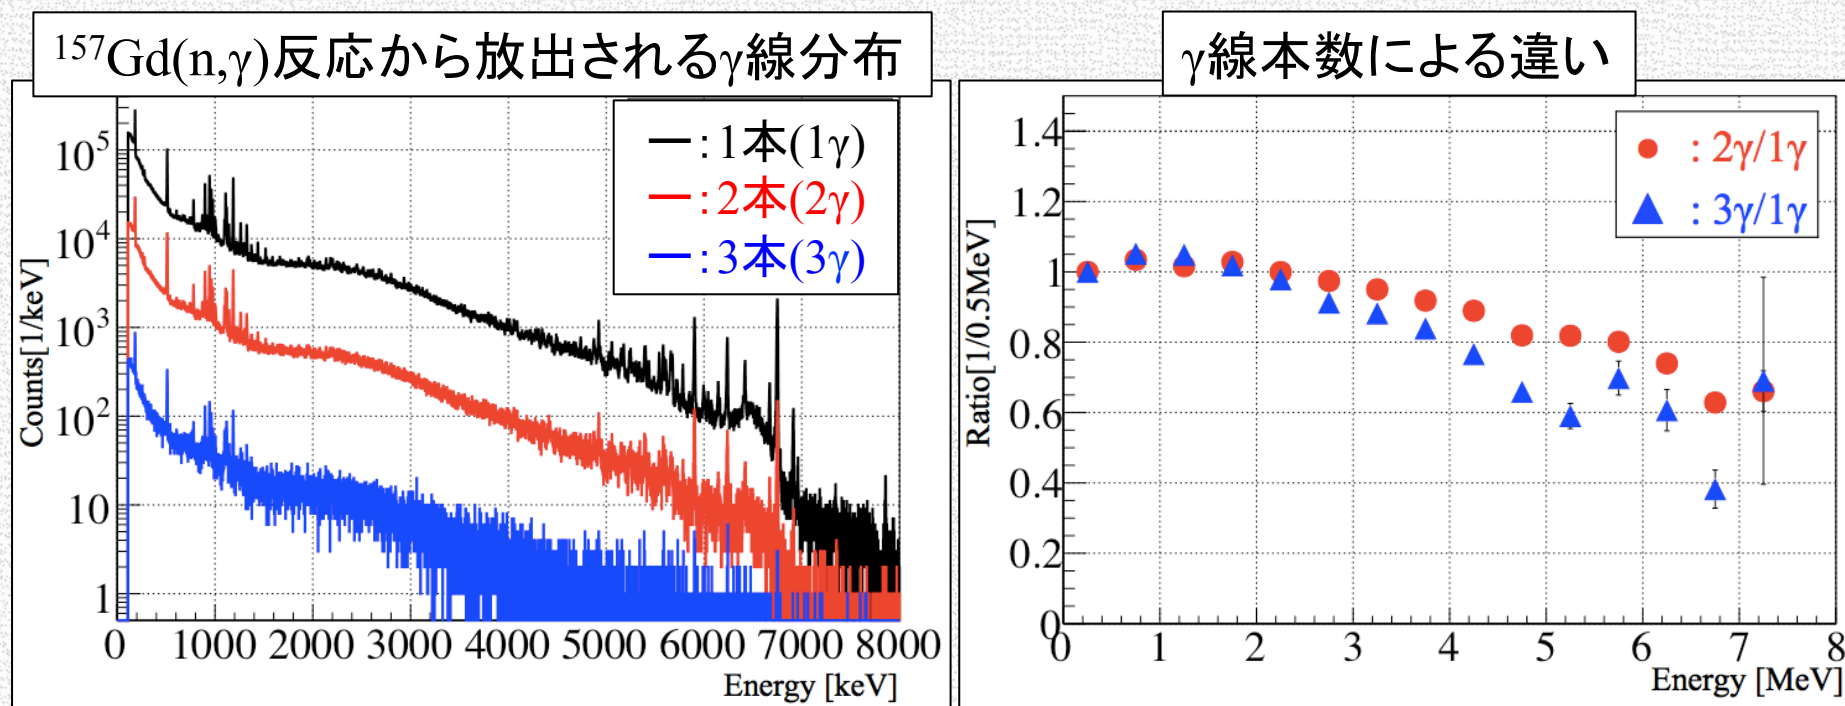 ¹⁵⁷Gd(n,γ)反応から放出されるγ線分布
ー:1本(1γ)
ー:2本(2γ)
ー:3本(3γ)
Counts[1/keV]
10⁵
10⁴
10³
10²
10
1
0 1000 2000 3000 4000 5000 6000 7000 8000
Energy [keV]
γ線本数による違い
: 2γ/1γ
: 3γ/1γ
Ratio[1/0.5MeV]
1.4
1.2
1
0.8
0.6
0.4
0.2
0
0 1 2 3 4 5 6 7 8
Energy [MeV]